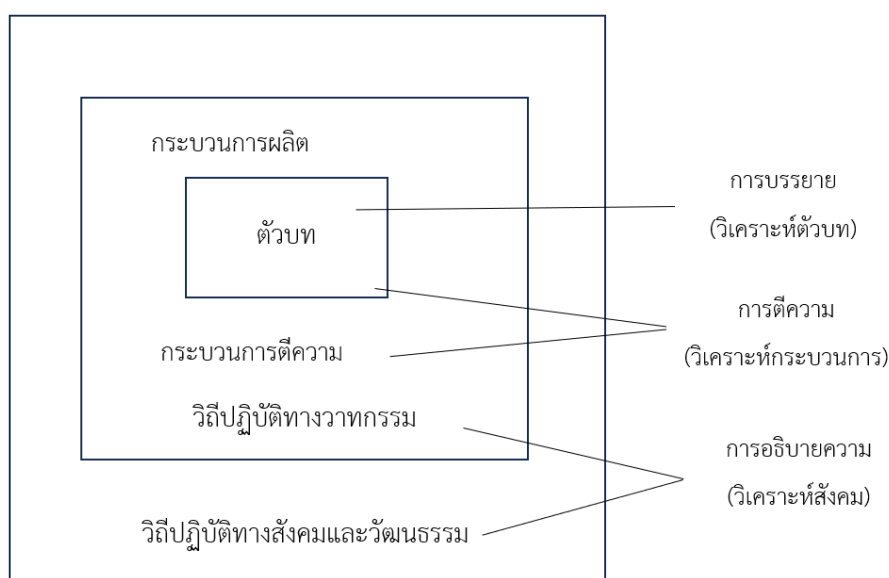 กระบวนการผลิต
ตัวบท
กระบวนการตีความ
วิถีปฏิบัติทางวาทกรรม
วิถีปฏิบัติทางสังคมและวัฒนธรรม
การบรรยาย
(วิเคราะห์ตัวบท)
การตีความ
(วิเคราะห์กระบวนการ)
การอธิบายความ
(วิเคราะห์สังคม)